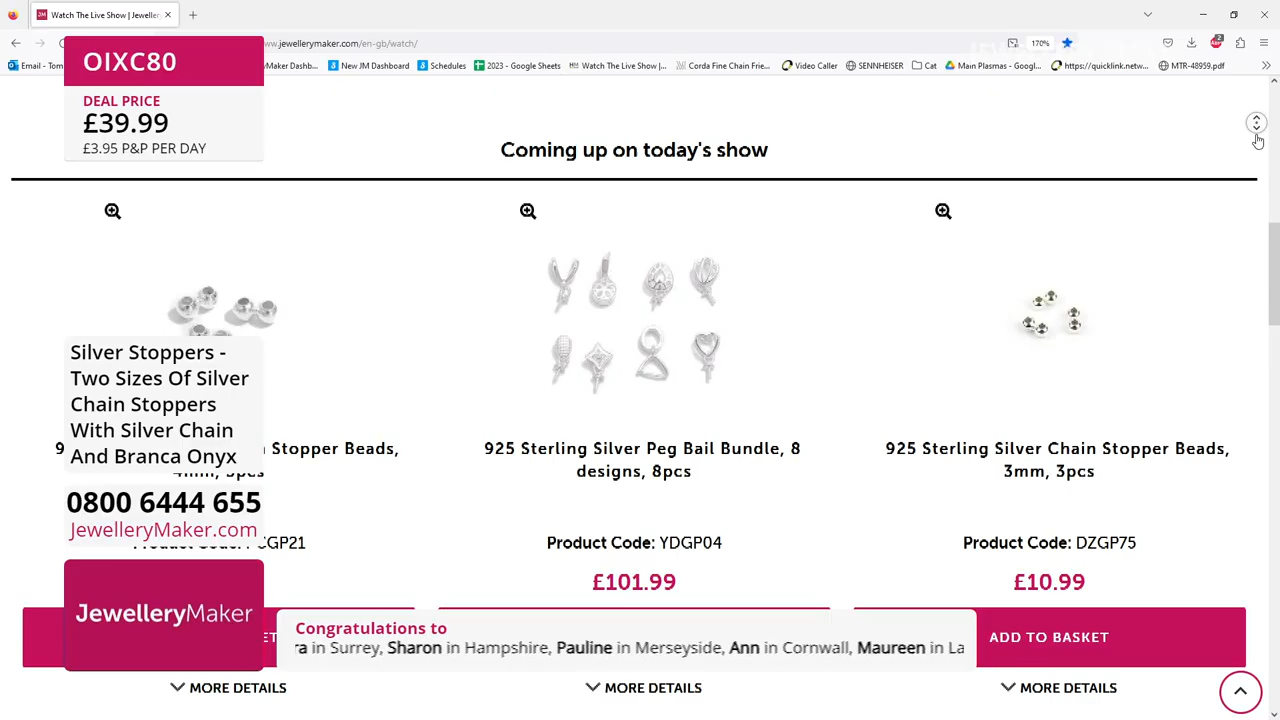 Watch The Live Show | Jeweller
ww.jewellerymaker.com/en-gb/watch/
170%
2
Email - Tom
Maker Dashb...
New JM Dashboard
Schedules
2023 - Google Sheets
Watch The Live Show |...
Corda Fine Chain Frie...
Video Caller
SENNHEISER
Cat
Main Plasmas - Googl...
https://quicklink.netw...
MTR-48959.pdf
OIXC80
DEAL PRICE
£39.99
£3.95 P&P PER DAY
Coming up on today's show
Silver Stoppers -
Two Sizes Of Silver
Chain Stoppers
With Silver Chain
And Branca Onyx
Stopper Beads,
925 Sterling Silver Peg Bail Bundle, 8
designs, 8pcs
925 Sterling Silver Chain Stopper Beads,
3mm, 3pcs
0800 6444 655
JewelleryMaker.com
GP21
Product Code: YDGP04
Product Code: DZGP75
£101.99
£10.99
JewelleryMaker
ET
ADD TO BASKET
Congratulations to
ra in Surrey, Sharon in Hampshire, Pauline in Merseyside, Ann in Cornwall, Maureen in La
MORE DETAILS
MORE DETAILS
MORE DETAILS